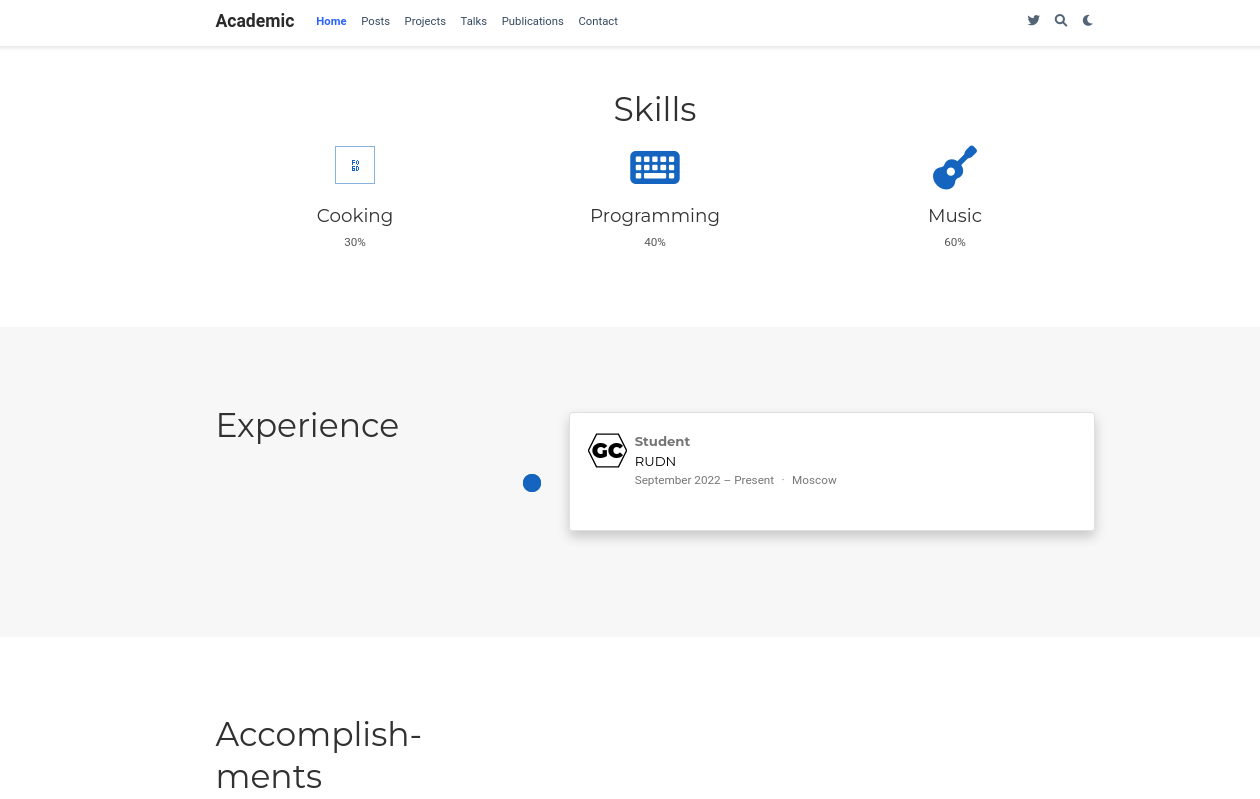 Academic Home Posts Projects Talks Publications Contact
Skills
Cooking
30%
Programming
40%
Music
60%
Experience
GC
Student
RUDN
September 2022 – Present · Moscow
Accomplish-
ments